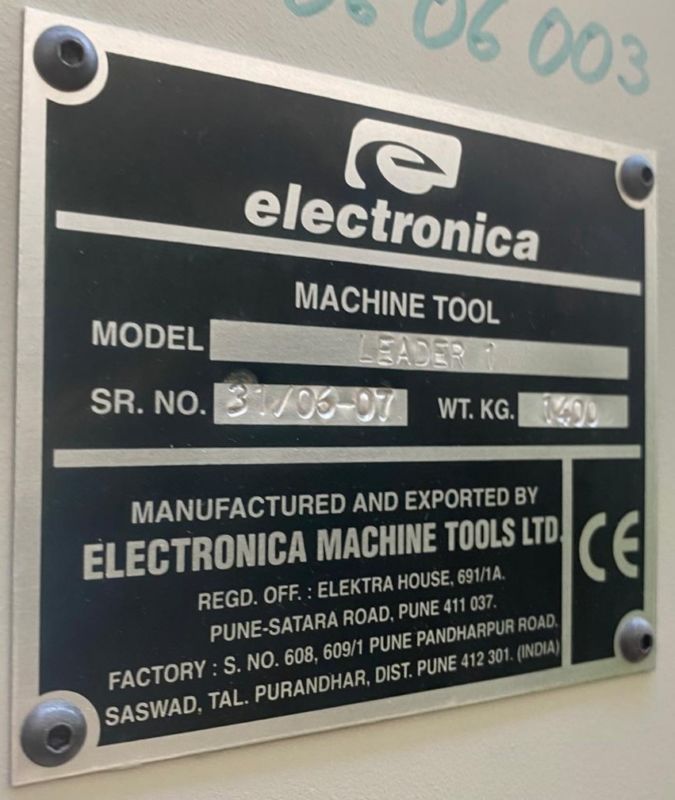 06 003
e
electronica
MACHINE TOOL
MODEL LEADER 1
SR. NO. 31/06-07 WT. KG. 1400
MANUFACTURED AND EXPORTED BY
ELECTRONICA MACHINE TOOLS LTD.
REGD. OFF. : ELEKTRA HOUSE, 691/1A.
PUNE-SATARA ROAD, PUNE 411 037.
FACTORY : S. NO. 608, 609/1 PUNE PANDHARPUR ROAD.
SASWAD, TAL. PURANDHAR, DIST. PUNE 412 301. (INDIA)
CE